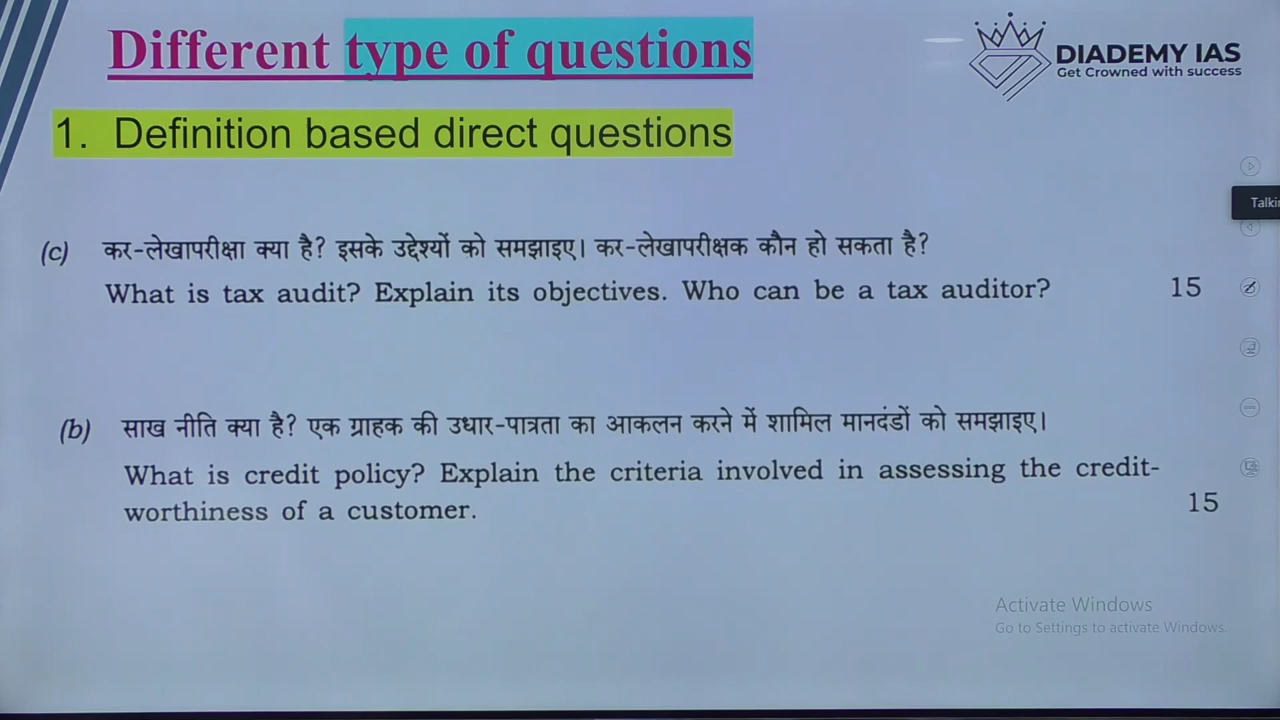 Different type of questions
DIADEMY IAS
Get Crowned with success
1. Definition based direct questions
(c) कर-लेखापरीक्षा क्या है? इसके उद्देश्यों को समझाइए। कर-लेखापरीक्षक कौन हो सकता है?
What is tax audit? Explain its objectives. Who can be a tax auditor? 15
(b) साख नीति क्या है? एक ग्राहक की उधार-पात्रता का आकलन करने में शामिल मानदंडों को समझाइए।
What is credit policy? Explain the criteria involved in assessing the credit-
worthiness of a customer. 15
Activate Windows
Go to Settings to activate Windows.